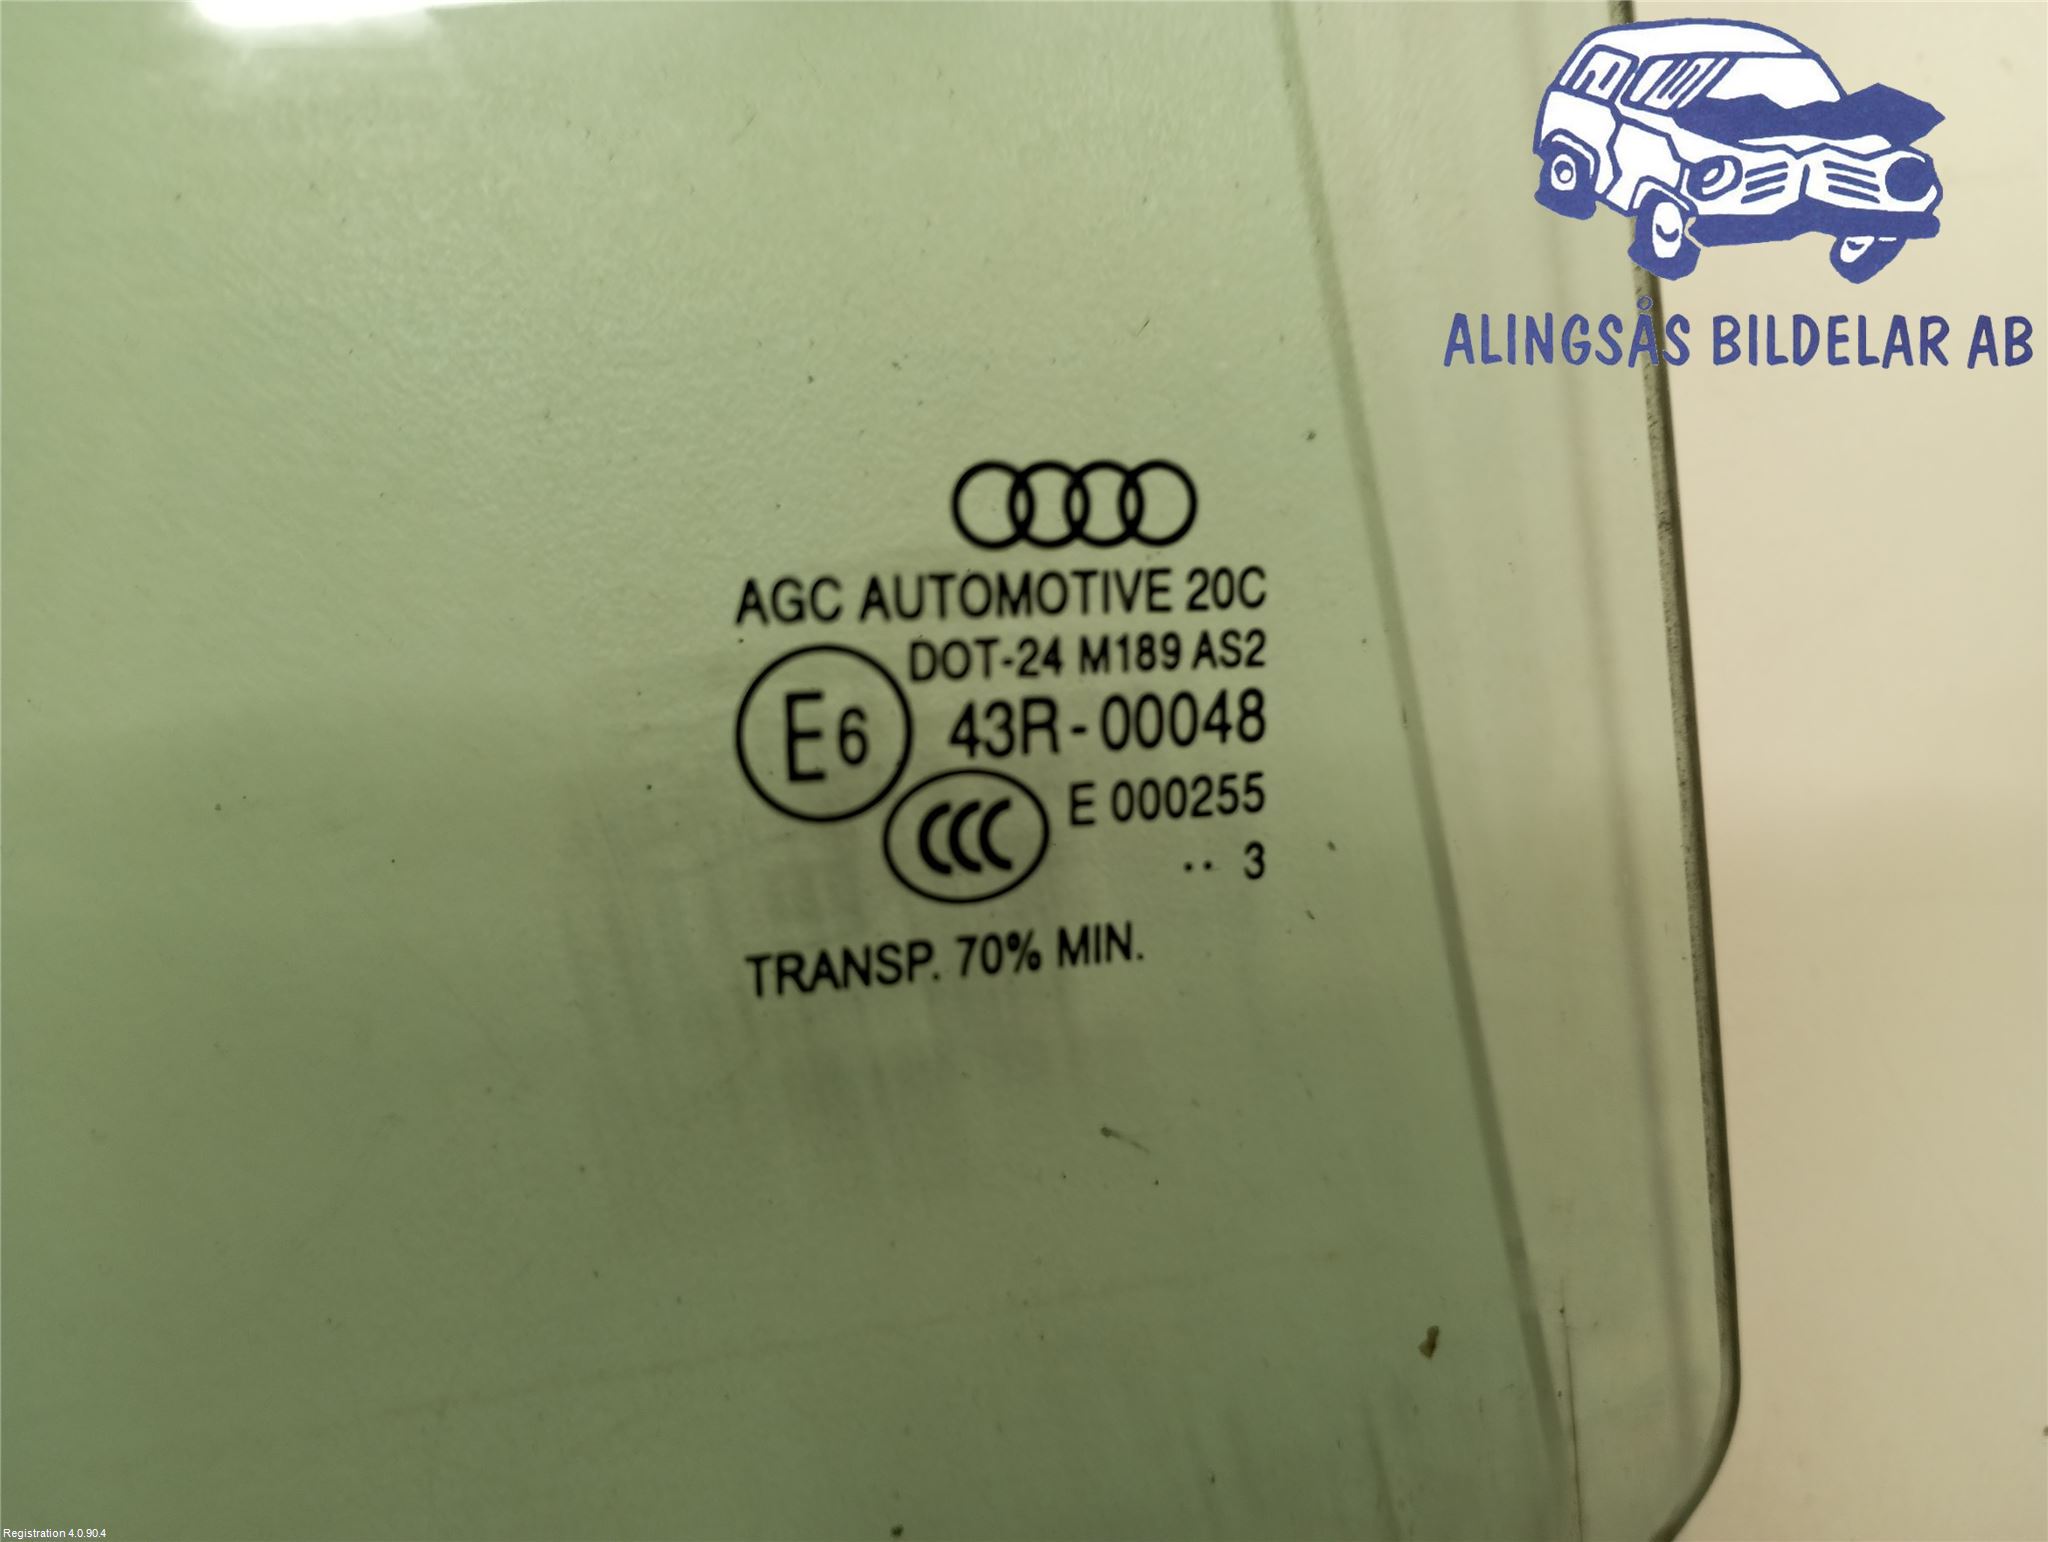 ALINGSÅS BILDELAR AB
AGC AUTOMOTIVE 20C
DOT-24 M189 AS2
E6 43R-00048
CCC E 000255
·· 3
TRANSP. 70% MIN.
Registration 4.0.90.4